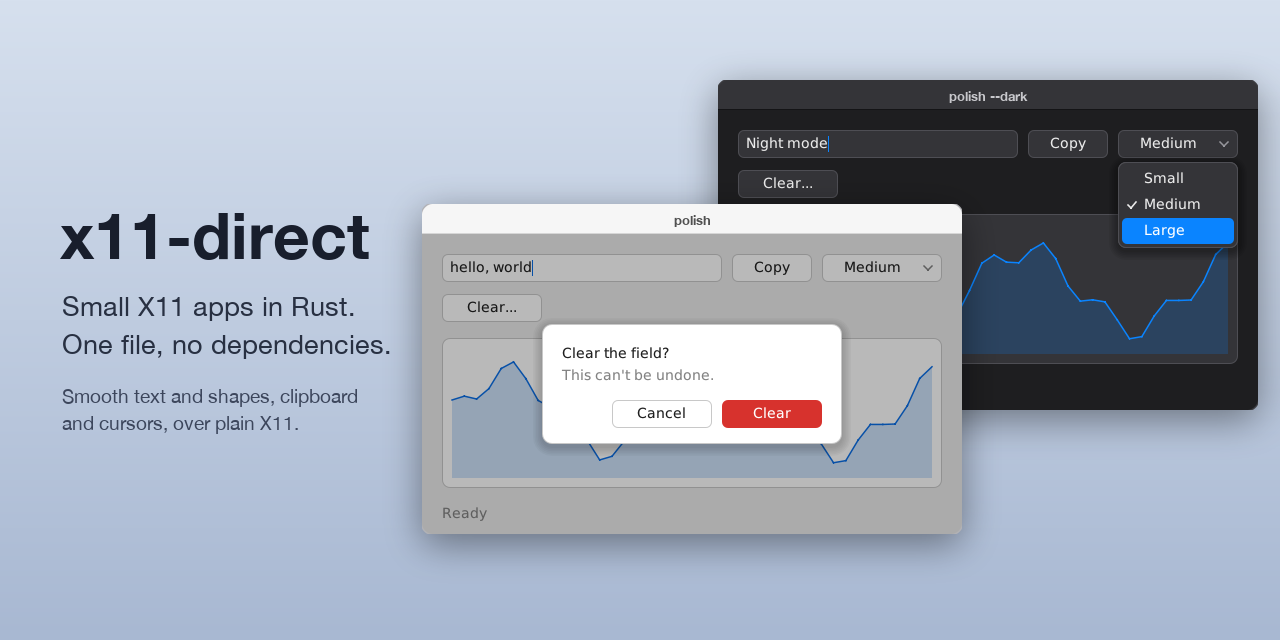 x11-direct
Small X11 apps in Rust.
One file, no dependencies.
Smooth text and shapes, clipboard
and cursors, over plain X11.
polish --dark
Night mode
Copy
Medium
Clear...
Small
Medium
Large
polish
hello, world
Copy
Medium
Clear...
Clear the field?
This can't be undone.
Cancel
Clear
Ready